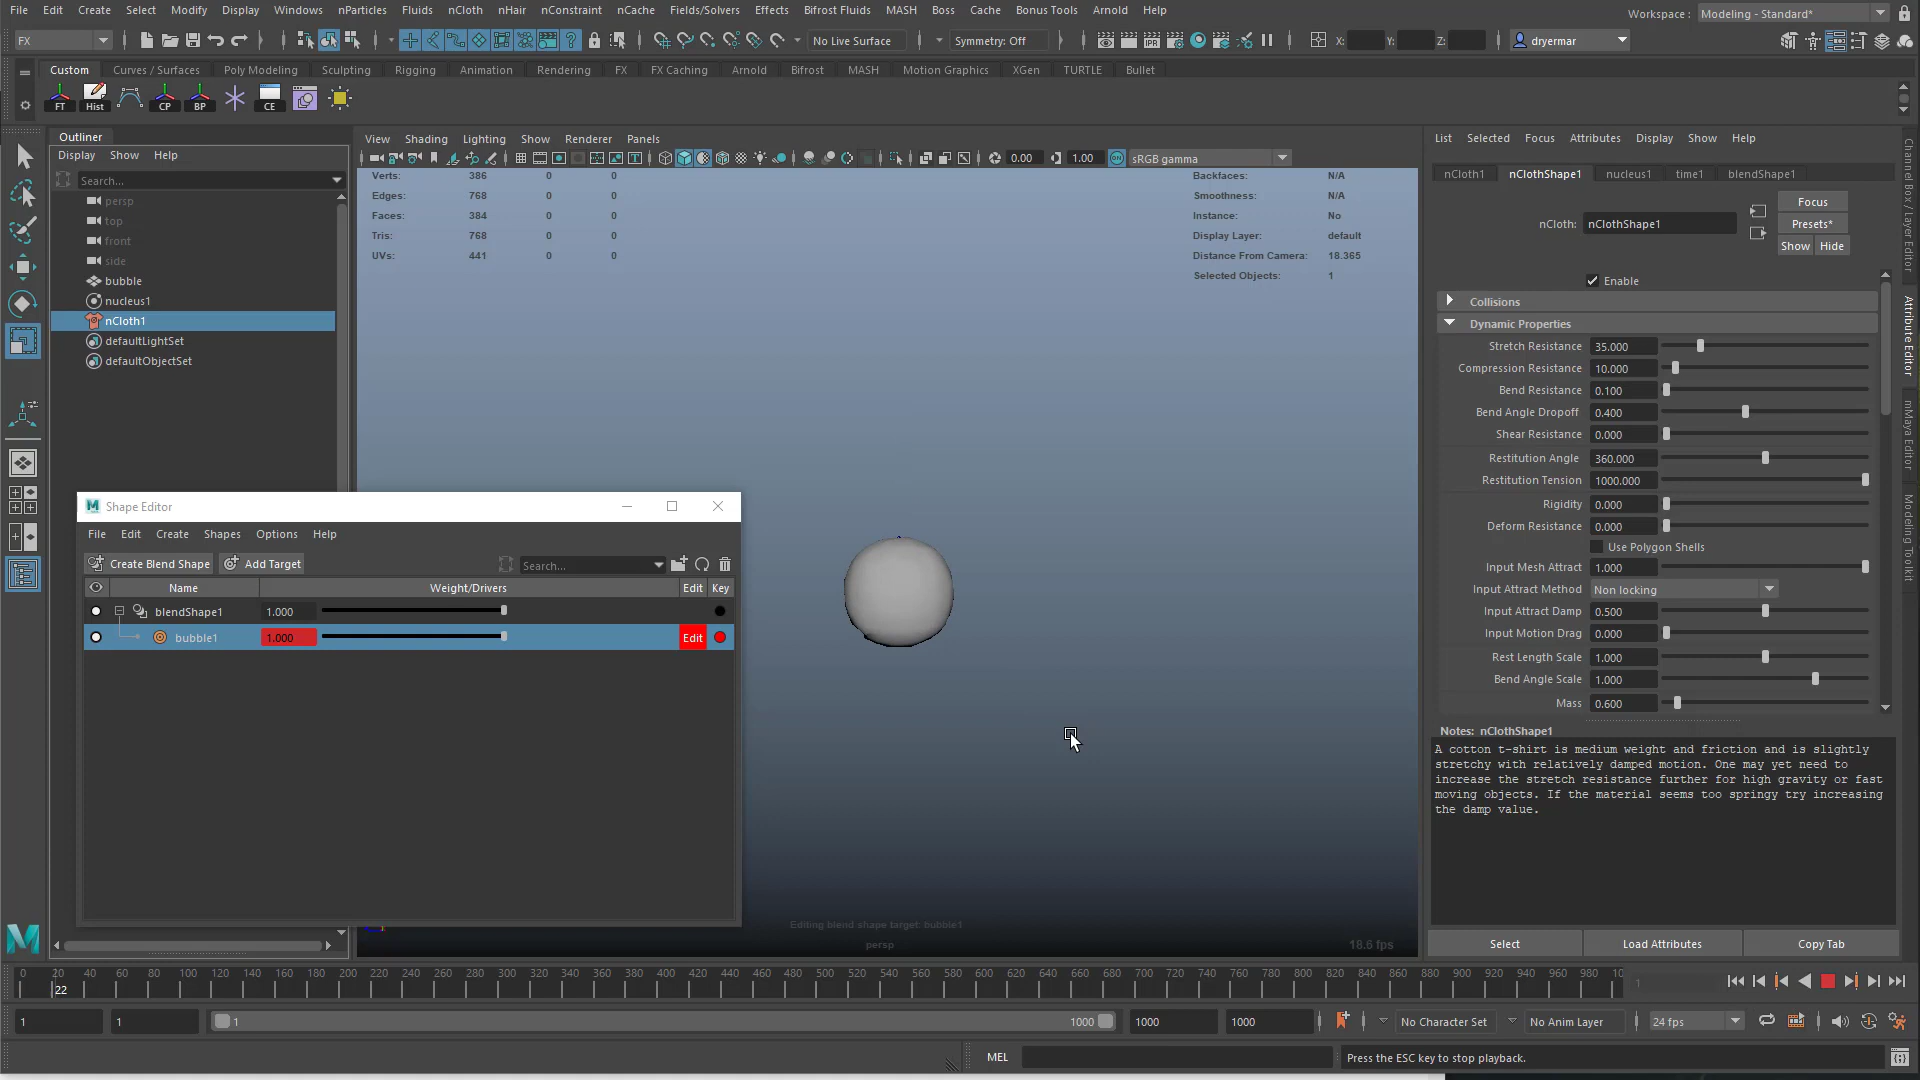 File Edit Create Select Modify Display Windows nParticles Fluids nCloth nHair nConstraint nCache Fields/Solvers Effects Bifrost Fluids MASH Boss Cache Bonus Tools Arnold Help
Workspace : Modeling - Standard*
FX
No Live Surface
Symmetry: Off
X: Y: Z:
dryermar
Custom Curves / Surfaces Poly Modeling Sculpting Rigging Animation Rendering FX FX Caching Arnold Bifrost MASH Motion Graphics XGen TURTLE Bullet
FT Hist CP BP CE
Outliner
Display Show Help
Search...
persp
top
front
side
bubble
nucleus1
nCloth1
defaultLightSet
defaultObjectSet
View Shading Lighting Show Renderer Panels
0.00 1.00 ON sRGB gamma
Verts: 386 0 0
Edges: 768 0 0
Faces: 384 0 0
Tris: 768 0 0
UVs: 441 0 0
Backfaces: N/A
Smoothness: N/A
Instance: No
Display Layer: default
Distance From Camera: 18.365
Selected Objects: 1
Shape Editor
File Edit Create Shapes Options Help
Create Blend Shape Add Target
Search...
Name Weight/Drivers Edit Key
blendShape1 1.000
bubble1 1.000 Edit
Editing blend shape target: bubble1
persp
18.6 fps
List Selected Focus Attributes Display Show Help
nCloth1 nClothShape1 nucleus1 time1 blendShape1
nCloth: nClothShape1
Focus
Presets*
Show Hide
Enable
Collisions
Dynamic Properties
Stretch Resistance 35.000
Compression Resistance 10.000
Bend Resistance 0.100
Bend Angle Dropoff 0.400
Shear Resistance 0.000
Restitution Angle 360.000
Restitution Tension 1000.000
Rigidity 0.000
Deform Resistance 0.000
Use Polygon Shells
Input Mesh Attract 1.000
Input Attract Method Non locking
Input Attract Damp 0.500
Input Motion Drag 0.000
Rest Length Scale 1.000
Bend Angle Scale 1.000
Mass 0.600
Notes: nClothShape1
A cotton t-shirt is medium weight and friction and is slightly
stretchy with relatively damped motion. One may yet need to
increase the stretch resistance further for high gravity or fast
moving objects. If the material seems too springy try increasing
the damp value.
Select Load Attributes Copy Tab
Channel Box / Layer Editor
Attribute Editor
mMaya Editor
Modeling Toolkit
0 20 40 60 80 100 120 140 160 180 200 220 240 260 280 300 320 340 360 380 400 420 440 460 480 500 520 540 560 580 600 620 640 660 680 700 720 740 760 780 800 820 840 860 880 900 920 940 960 980 10
22
1
1 1 1 1000 1000 1000
No Character Set
No Anim Layer
24 fps
MEL
Press the ESC key to stop playback.